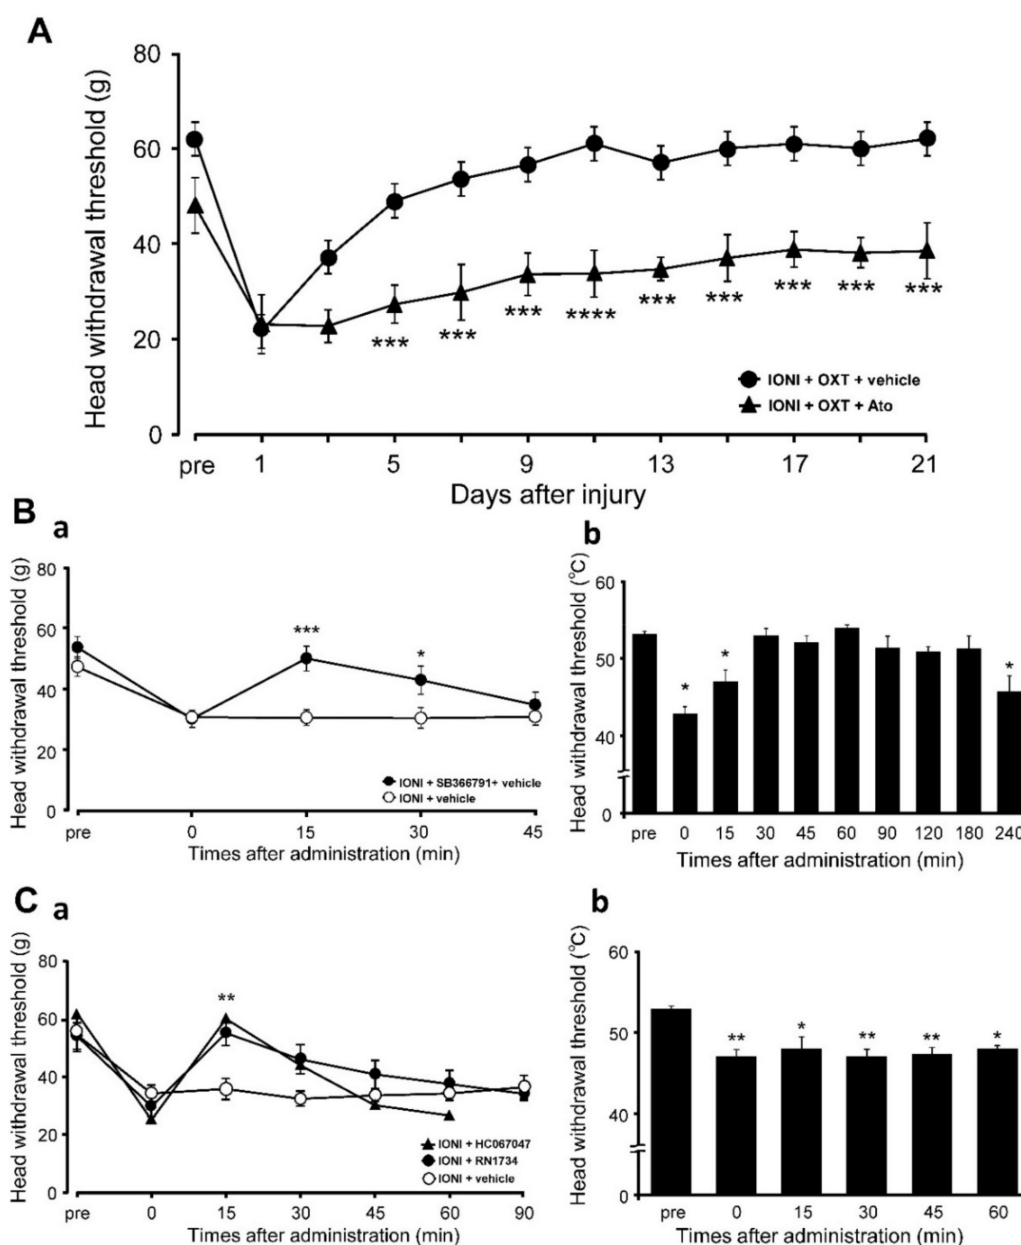 A
Head withdrawal threshold (g)
80
60
40
20
0
*** *** *** **** *** *** *** *** ***
IONI + OXT + vehicle
IONI + OXT + Ato
pre 1 5 9 13 17 21
Days after injury
B
a
Head withdrawal threshold (g)
80
60
40
20
0
*** *
IONI + SB366791+ vehicle
IONI + vehicle
pre 0 15 30 45
Times after administration (min)
b
Head withdrawal threshold (°C)
60
50
40
0
* * *
pre 0 15 30 45 60 90 120 180 240
Times after administration (min)
C
a
Head withdrawal threshold (g)
80
60
40
20
0
**
IONI + HC067047
IONI + RN1734
IONI + vehicle
pre 0 15 30 45 60 90
Times after administration (min)
b
Head withdrawal threshold (°C)
60
50
40
0
** * ** ** *
pre 0 15 30 45 60
Times after administration (min)